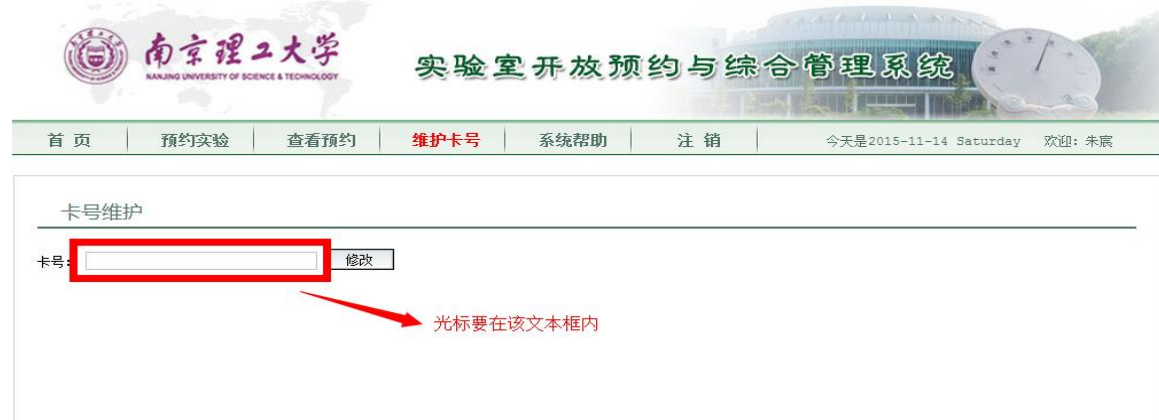 南京理工大学
NANJING UNIVERSITY OF SCIENCE & TECHNOLOGY
实验室开放预约与综合管理系统
首 页 预约实验 查看预约 维护卡号 系统帮助 注 销 今天是2015-11-14 Saturday 欢迎: 朱宸
卡号维护
卡号: 修改
光标要在该文本框内